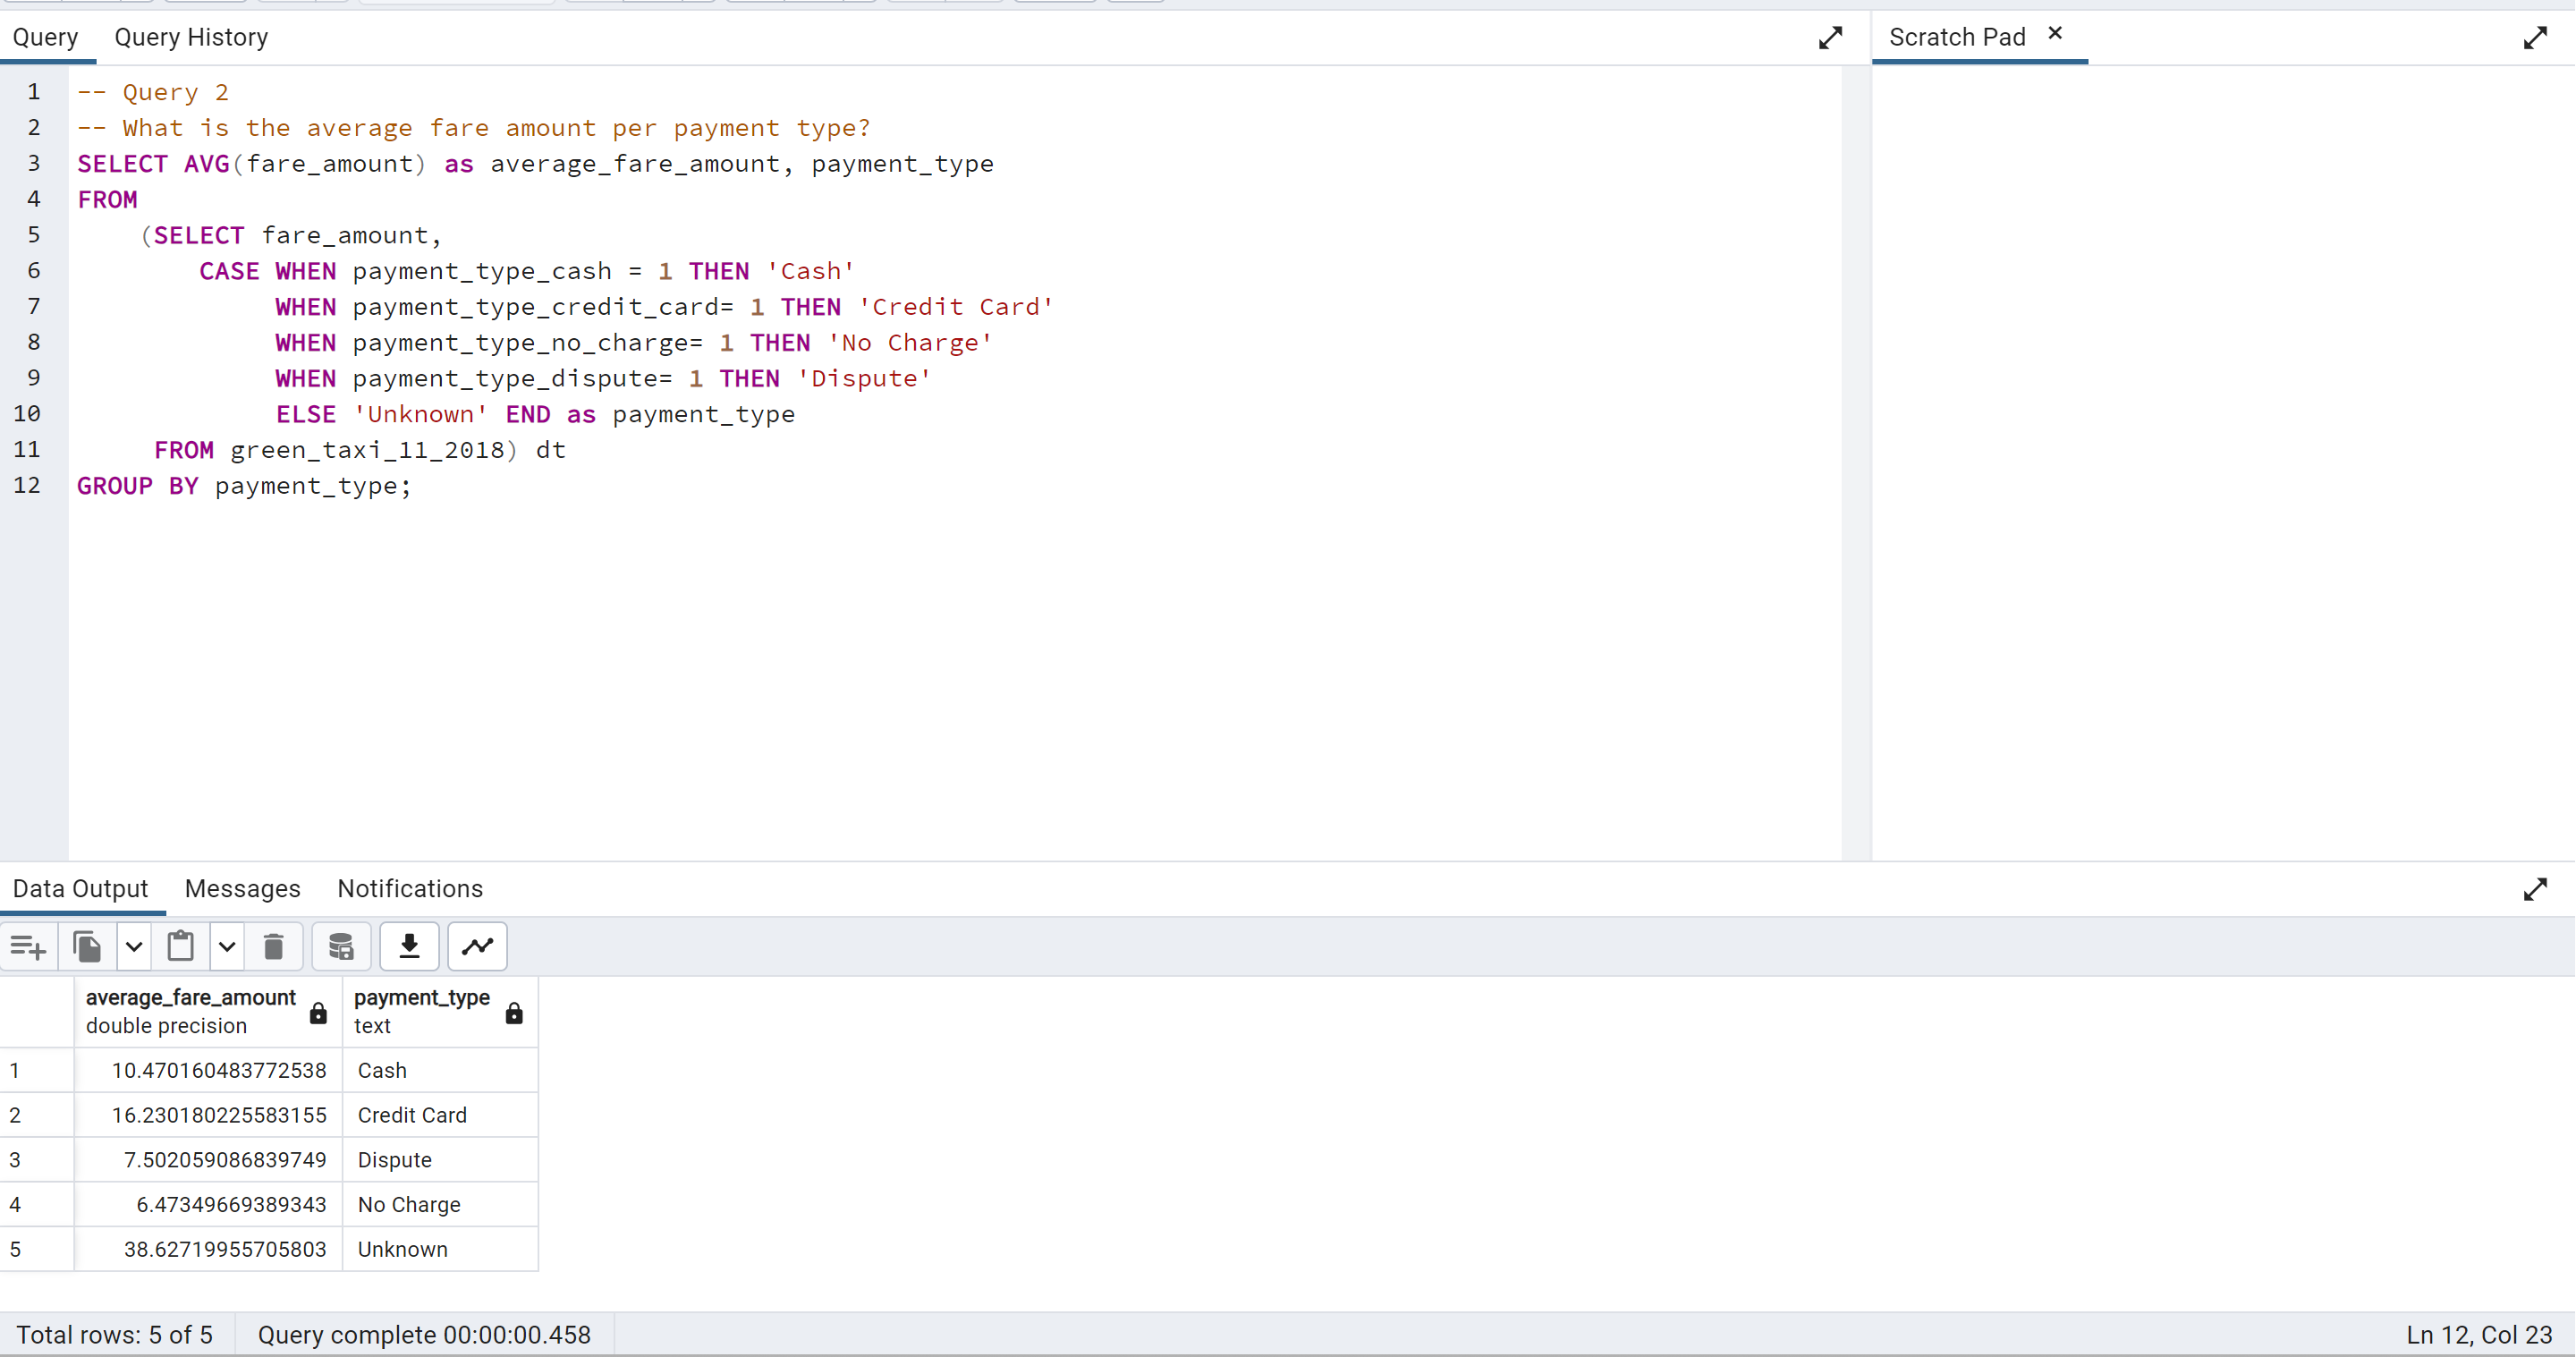 Query Query History Scratch Pad ×
1 -- Query 2
2 -- What is the average fare amount per payment type?
3 SELECT AVG(fare_amount) as average_fare_amount, payment_type
4 FROM
5 (SELECT fare_amount,
6 CASE WHEN payment_type_cash = 1 THEN 'Cash'
7 WHEN payment_type_credit_card= 1 THEN 'Credit Card'
8 WHEN payment_type_no_charge= 1 THEN 'No Charge'
9 WHEN payment_type_dispute= 1 THEN 'Dispute'
10 ELSE 'Unknown' END as payment_type
11 FROM green_taxi_11_2018) dt
12 GROUP BY payment_type;
Data Output Messages Notifications
average_fare_amount payment_type
double precision text
1 10.470160483772538 Cash
2 16.230180225583155 Credit Card
3 7.502059086839749 Dispute
4 6.47349669389343 No Charge
5 38.62719955705803 Unknown
Total rows: 5 of 5 Query complete 00:00:00.458 Ln 12, Col 23